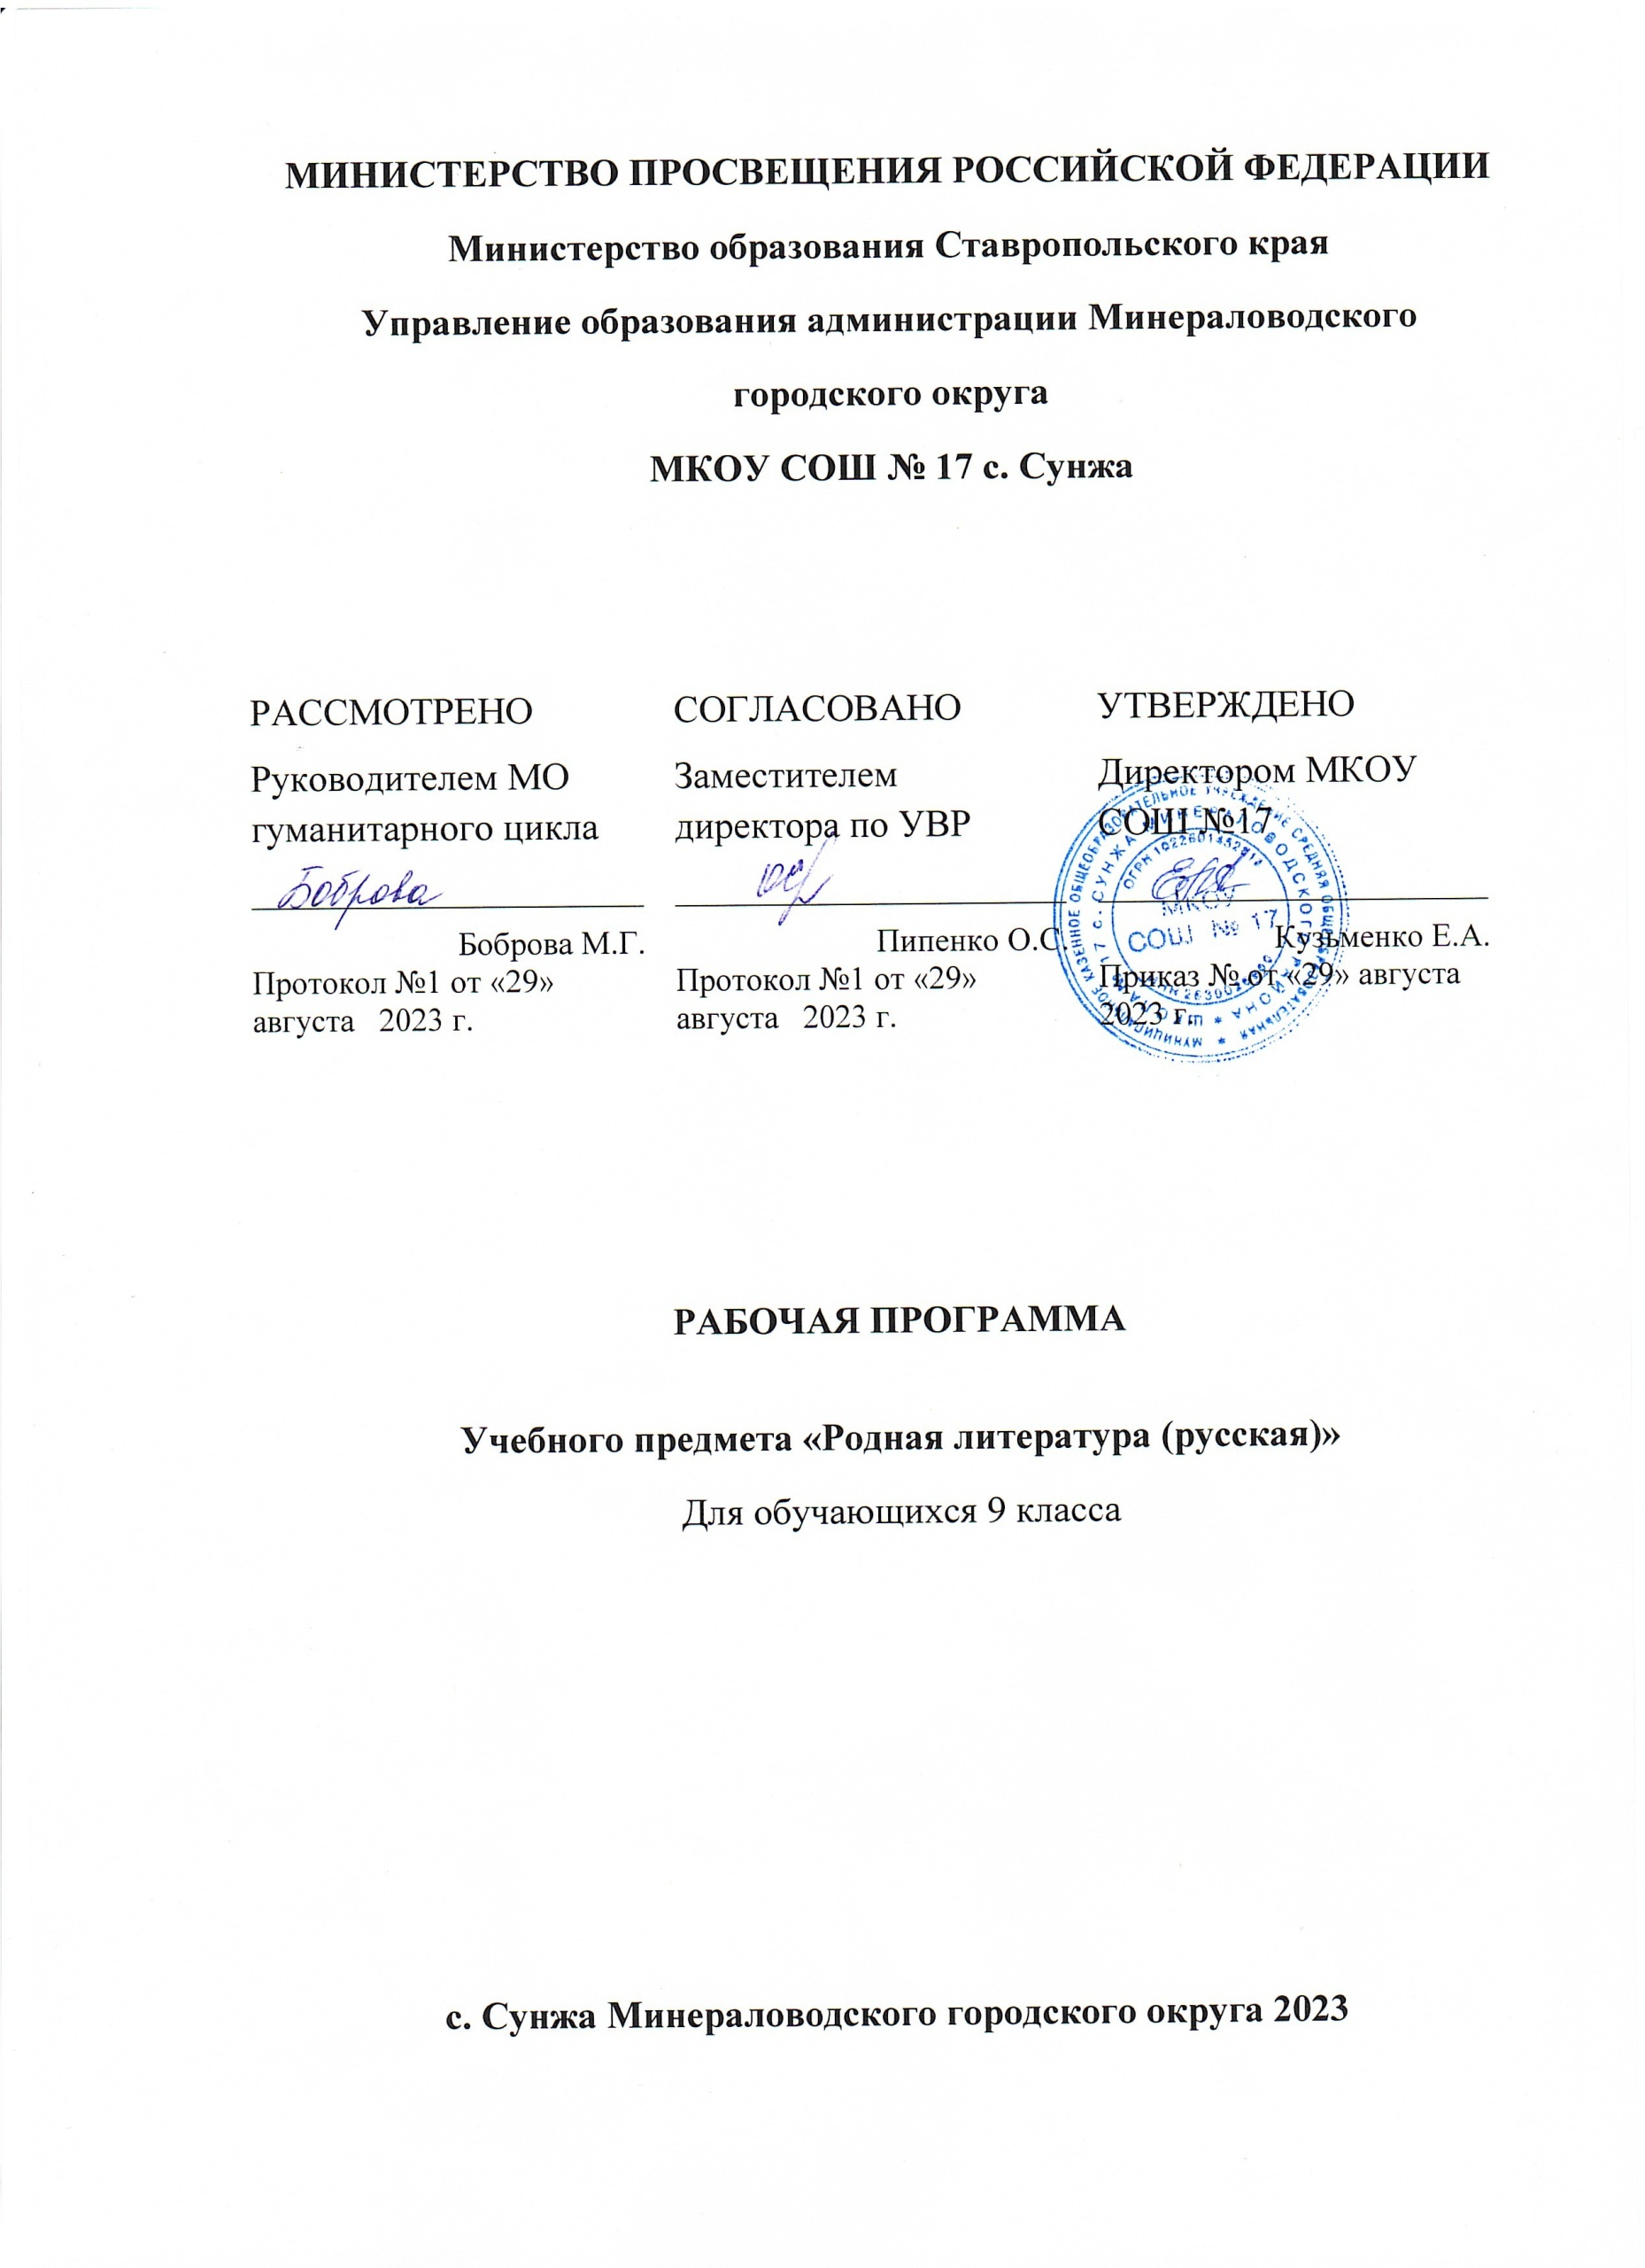 МИНИСТЕРСТВО ПРОСВЕЩЕНИЯ РОССИЙСКОЙ ФЕДЕРАЦИИ
Министерство образования Ставропольского края
Управление образования администрации Минераловодского
городского округа
МКОУ СОШ № 17 с. Сунжа
РАССМОТРЕНО
Руководителем МО
гуманитарного цикла
Боброва
Боброва М.Г.
Протокол №1 от «29»
августа 2023 г.
СОГЛАСОВАНО
Заместителем
директора по УВР
Пипенко О.С.
Протокол №1 от «29»
августа 2023 г.
УТВЕРЖДЕНО
Директором МКОУ
СОШ №17
МКОУ
СОШ № 17
Кузьменко Е.А.
Приказ № от «29» августа
2023 г.
РАБОЧАЯ ПРОГРАММА
Учебного предмета «Родная литература (русская)»
Для обучающихся 9 класса
с. Сунжа Минераловодского городского округа 2023